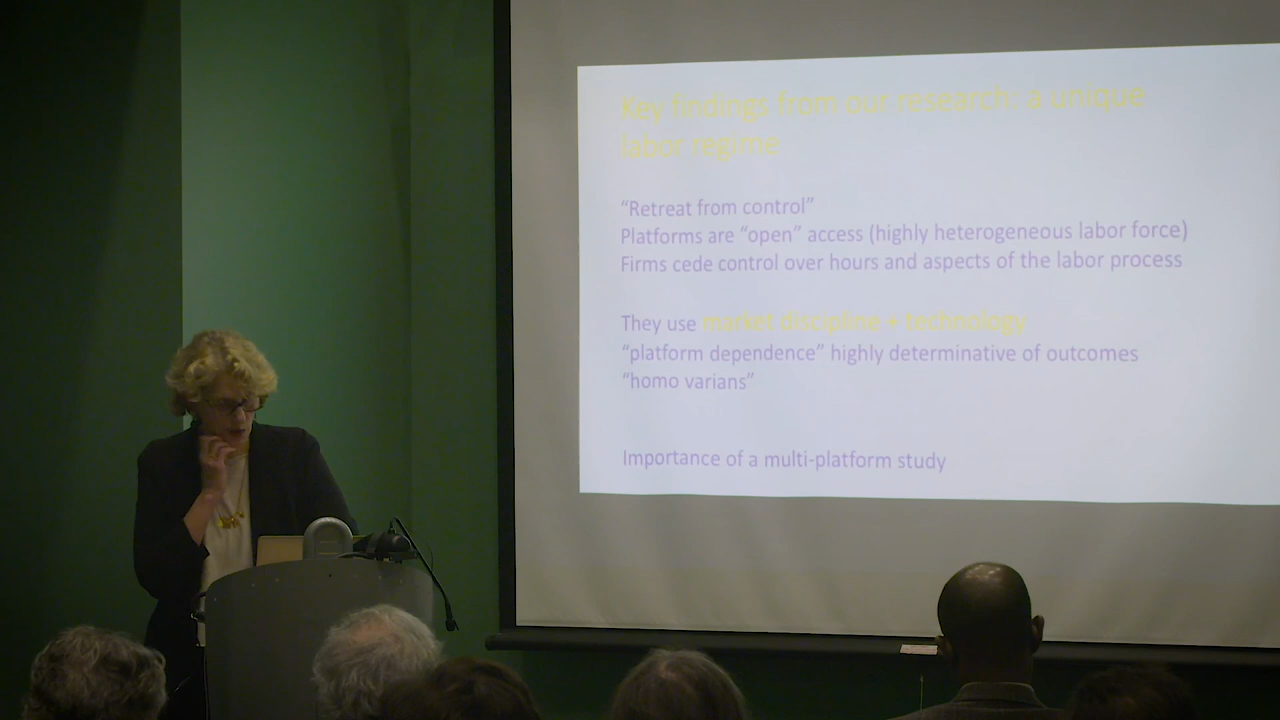 Key findings from our research: a unique
labor regime
“Retreat from control”
Platforms are “open” access (highly heterogeneous labor force)
Firms cede control over hours and aspects of the labor process
They use market discipline + technology
“platform dependence” highly determinative of outcomes
“homo varians”
Importance of a multi-platform study